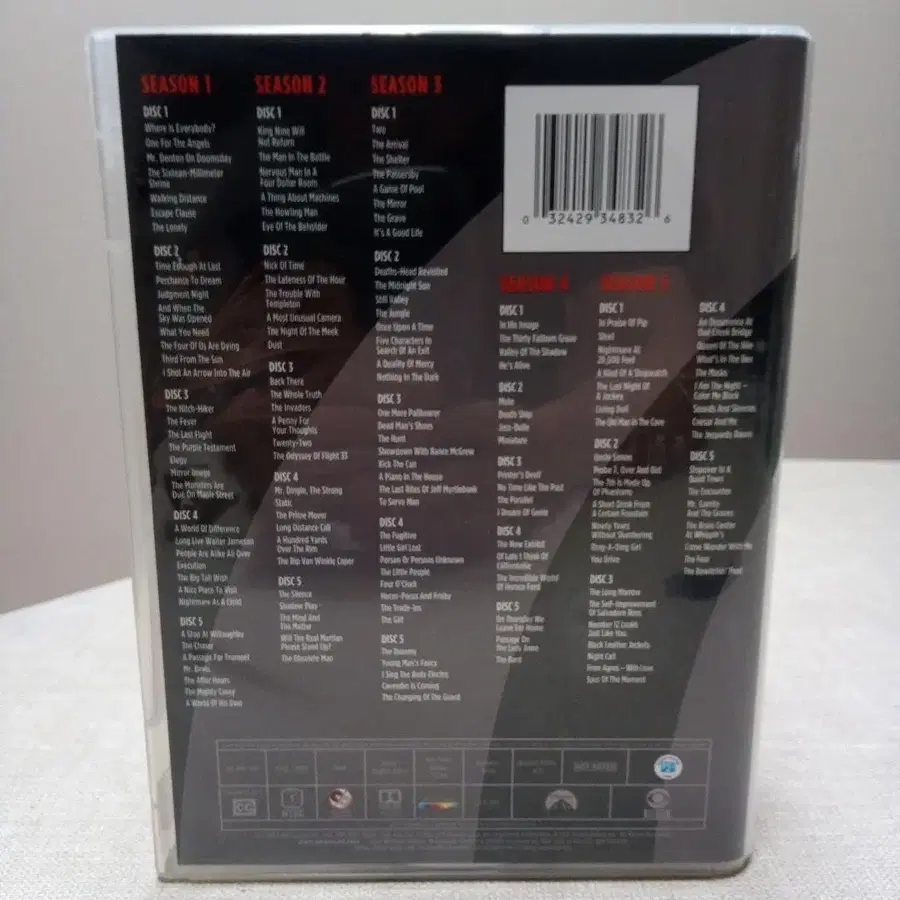 SEASON 1
DISC 1
Where Is Everybody?
One For The Angels
Mr. Denton On Doomsday
The Sixteen-Millimeter
Shrine
Walking Distance
Escape Clause
The Lonely
DISC 2
Time Enough At Last
Perchance To Dream
Judgment Night
And When The
Sky Was Opened
What You Need
The Four Of Us Are Dying
Third From The Sun
I Shot An Arrow Into The Air
DISC 3
The Hitch-Hiker
The Fever
The Last Flight
The Purple Testament
Elegy
Mirror Image
The Monsters Are
Due On Maple Street
DISC 4
A World Of Difference
Long Live Walter Jameson
People Are Alike All Over
Execution
The Big Tall Wish
A Nice Place To Visit
Nightmare As A Child
DISC 5
A Stop At Willoughby
The Chaser
A Passage For Trumpet
Mr. Bevis
The After Hours
The Mighty Casey
A World Of His Own
SEASON 2
DISC 1
King Nine Will
Not Return
The Man In The Bottle
Nervous Man In A
Four Dollar Room
A Thing About Machines
The Howling Man
Eye Of The Beholder
DISC 2
Nick Of Time
The Lateness Of The Hour
The Trouble With
Templeton
A Most Unusual Camera
The Night Of The Meek
Dust
DISC 3
Back There
The Whole Truth
The Invaders
A Penny For
Your Thoughts
Twenty-Two
The Odyssey Of Flight 33
DISC 4
Mr. Dingle, The Strong
Static
The Prime Mover
Long Distance Call
A Hundred Yards
Over The Rim
The Rip Van Winkle Caper
DISC 5
The Silence
Shadow Play
The Mind And
The Matter
Will The Real Martian
Please Stand Up?
The Obsolete Man
SEASON 3
DISC 1
Two
The Arrival
The Shelter
The Passersby
A Game Of Pool
The Mirror
The Grave
It's A Good Life
DISC 2
Deaths-Head Revisited
The Midnight Sun
Still Valley
The Jungle
Once Upon A Time
Five Characters In
Search Of An Exit
A Quality Of Mercy
Nothing In The Dark
DISC 3
One More Pallbearer
Dead Man's Shoes
The Hunt
Showdown With Rance McGrew
Kick The Can
A Piano In The House
The Last Rites Of Jeff Myrtlebank
To Serve Man
DISC 4
The Fugitive
Little Girl Lost
Person Or Persons Unknown
The Little People
Four O'Clock
Hocus-Pocus And Frisby
The Trade-Ins
The Gift
DISC 5
The Dummy
Young Man's Fancy
I Sing The Body Electric
Cavender Is Coming
The Changing Of The Guard
0 32429 34832 6
SEASON 4
DISC 1
In His Image
The Thirty Fathom Grave
Valley Of The Shadow
He's Alive
DISC 2
Mute
Death Ship
Jess-Belle
Miniature
DISC 3
Printer's Devil
No Time Like The Past
The Parallel
I Dream Of Genie
DISC 4
The New Exhibit
Of Late I Think Of
Cliffordville
The Incredible World
Of Horace Ford
DISC 5
On Thursday We
Leave For Home
Passage On
The Lady Anne
The Bard
SEASON 5
DISC 1
In Praise Of Pip
Steel
Nightmare At
20,000 Feet
A Kind Of A Stopwatch
The Last Night Of
A Jockey
Living Doll
The Old Man In The Cave
DISC 2
Uncle Simon
Probe 7, Over And Out
The 7th Is Made Up
Of Phantoms
A Short Drink From
A Certain Fountain
Ninety Years
Without Slumbering
Ring-A-Ding Girl
You Drive
DISC 3
The Long Morrow
The Self-Improvement
Of Salvadore Ross
Number 12 Looks
Just Like You
Black Leather Jackets
Night Call
From Agnes – With Love
Spur Of The Moment
DISC 4
An Occurrence At
Owl Creek Bridge
Queen Of The Nile
What's In The Box
The Masks
I Am The Night –
Color Me Black
Sounds And Silences
Caesar And Me
The Jeopardy Room
DISC 5
Stopover In A
Quiet Town
The Encounter
Mr. Garrity
And The Graves
The Brain Center
At Whipple's
Come Wander With Me
The Fear
The Bewitchin' Pool
NOT RATED
CC